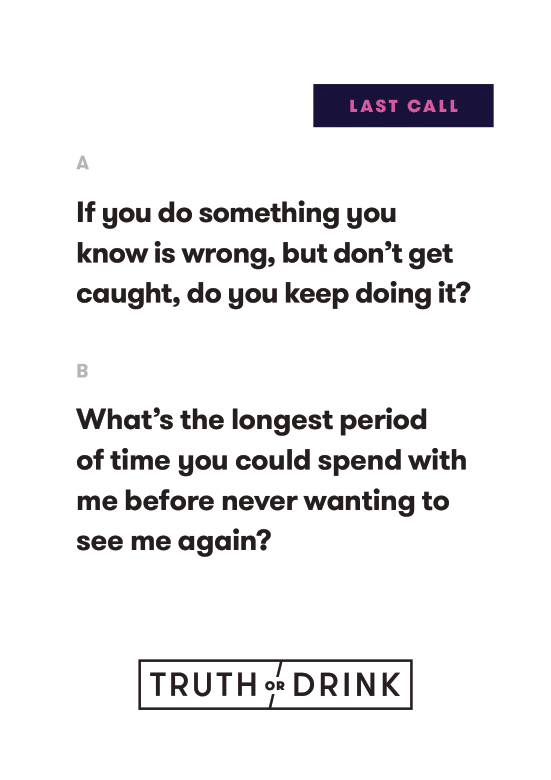 LAST CALL
A
If you do something you
know is wrong, but don’t get
caught, do you keep doing it?
B
What’s the longest period
of time you could spend with
me before never wanting to
see me again?
TRUTH OR DRINK